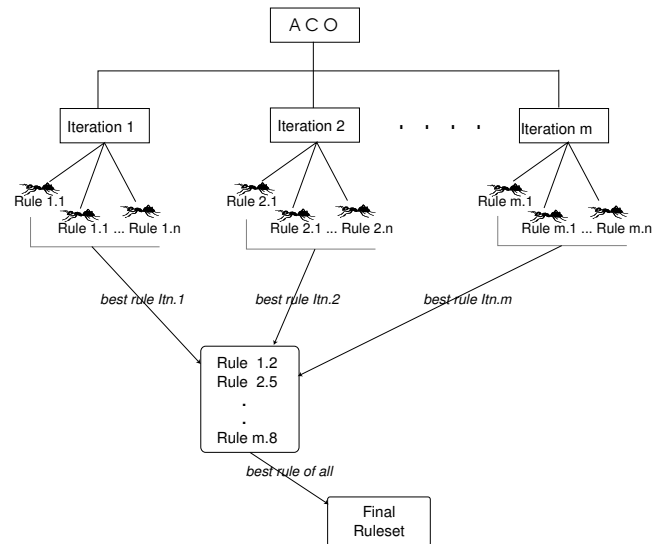 A C O
Iteration 1
Iteration 2
. . . .
Iteration m
Rule 1.1
Rule 1.1 ... Rule 1.n
Rule 2.1
Rule 2.1 ... Rule 2.n
Rule m.1
Rule m.1 ... Rule m.n
best rule Itn.1
best rule Itn.2
best rule Itn.m
Rule 1.2
Rule 2.5
.
.
Rule m.8
best rule of all
Final
Ruleset